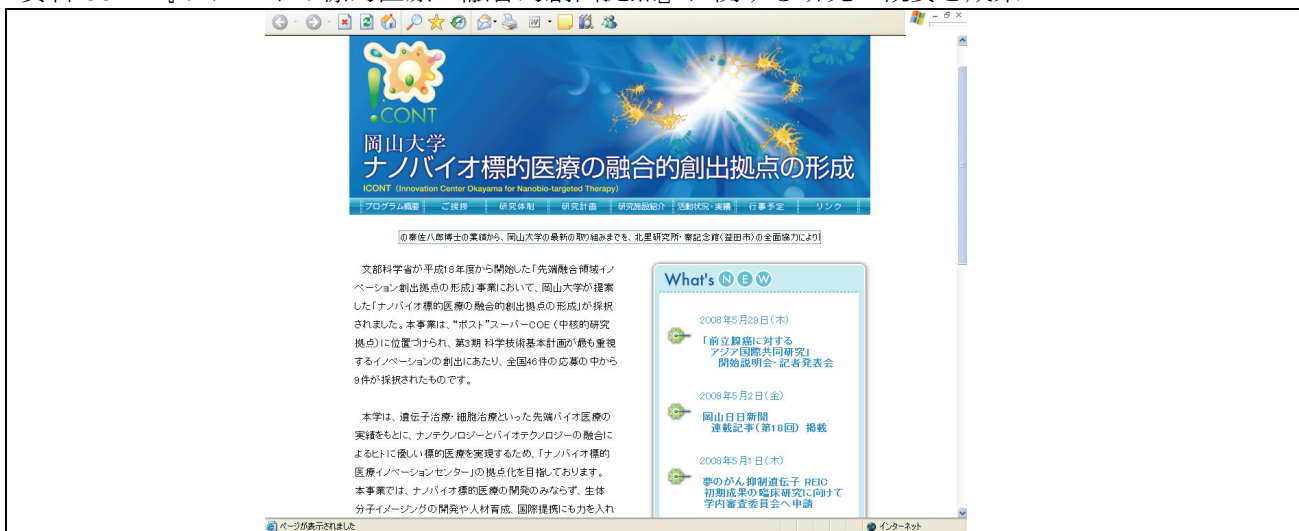 I.CONT
岡山大学
ナノバイオ標的医療の融合的創出拠点の形成
ICONT (Innovation Center Okayama for Nanobio-targeted Therapy)
プログラム概要 ご挨拶 研究体制 研究計画 研究施設紹介 活動状況・実績 行事予定 リンク
の秦佐八郎博士の業績から、岡山大学の最新の取り組みまでを、北里研究所・秦記念館(益田市)の全面協力により
文部科学省が平成18年度から開始した「先端融合領域イノ
ベーション創出拠点の形成」事業において、岡山大学が提案
した「ナノバイオ標的医療の融合的創出拠点の形成」が採択
されました。本事業は、“ポスト”スーパーCOE(中核的研究
拠点)に位置づけられ、第3期 科学技術基本計画が最も重視
するイノベーションの創出にあたり、全国46件の応募の中から
9件が採択されたものです。
本学は、遺伝子治療・細胞治療といった先端バイオ医療の
実績をもとに、ナノテクノロジーとバイオテクノロジーの融合に
よるヒトに優しい標的医療を実現するため、「ナノバイオ標的
医療イノベーションセンター」の拠点化を目指しております。
本事業では、ナノバイオ標的医療の開発のみならず、生体
分子イメージングの開発や人材育成、国際提携にも力を入れ
What's NEW
2008年5月29日(木)
「前立腺癌に対する
アジア国際共同研究」
開始説明会・記者発表会
2008年5月2日(金)
岡山日日新聞
連載記事(第18回) 掲載
2008年5月1日(木)
夢のがん抑制遺伝子 REIC
初期成果の臨床研究に向けて
学内審査委員会へ申請
ページが表示されました
インターネット